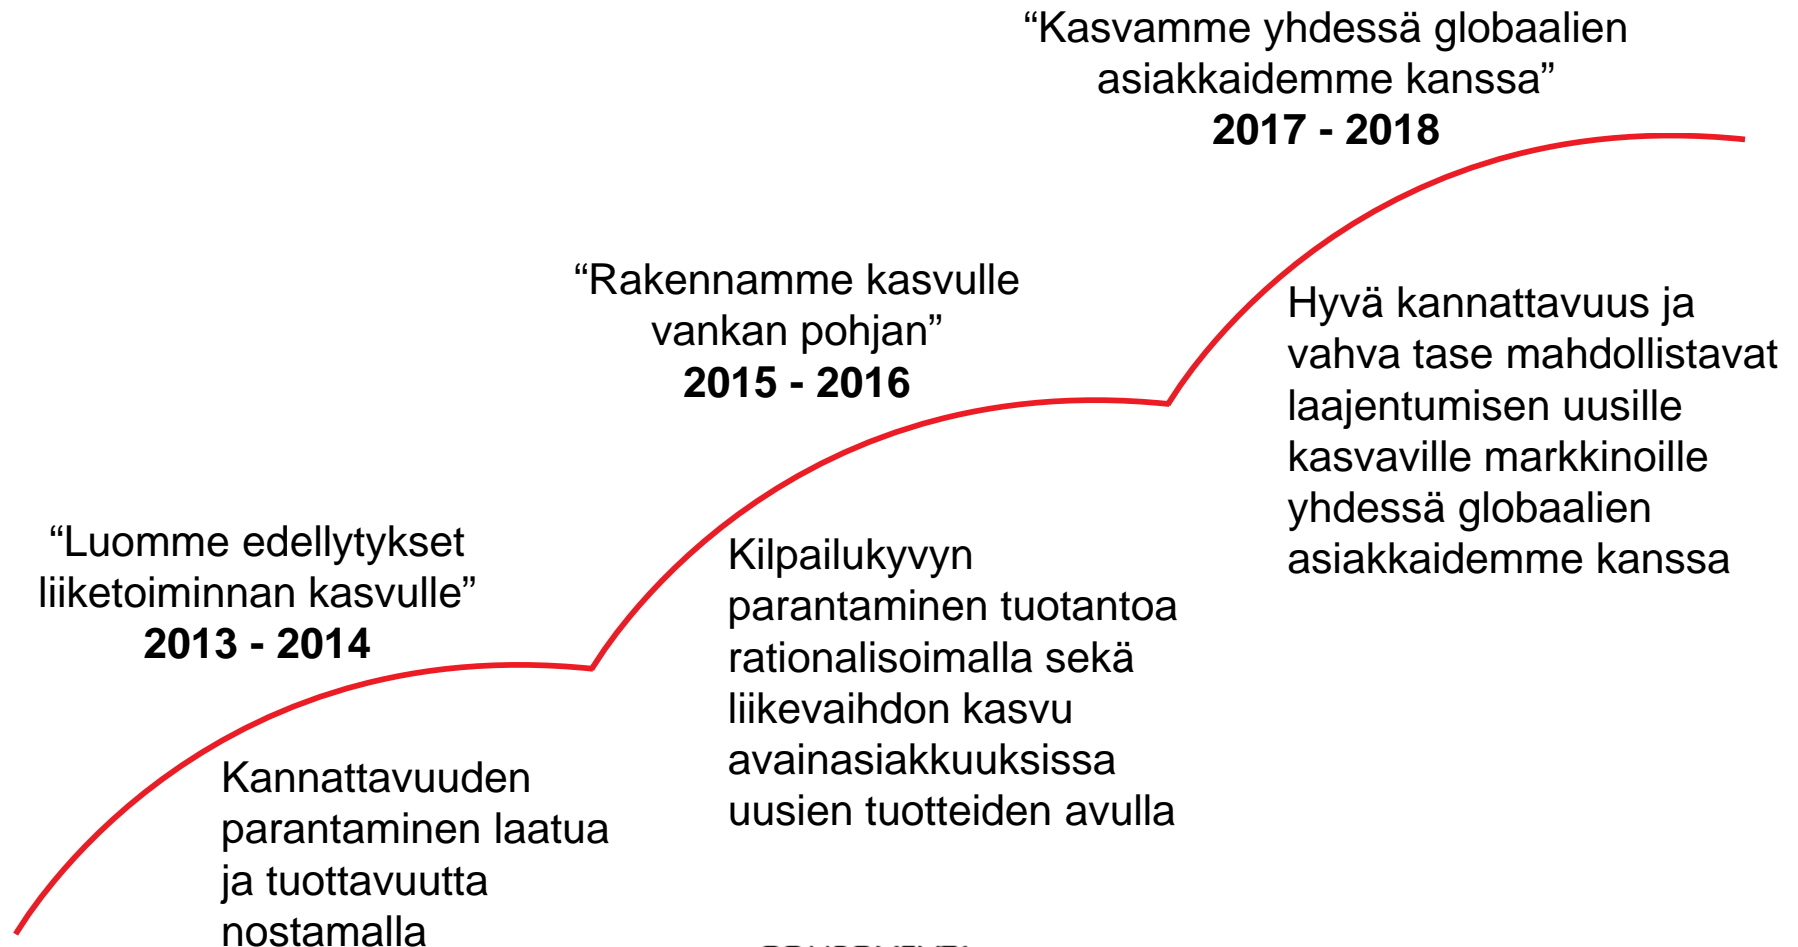 “Kasvamme yhdessä globaalien
asiakkaidemme kanssa”
2017 - 2018
“Rakennamme kasvulle
vankan pohjan”
2015 - 2016
Hyvä kannattavuus ja
vahva tase mahdollistavat
laajentumisen uusille
kasvaville markkinoille
yhdessä globaalien
asiakkaidemme kanssa
“Luomme edellytykset
liiketoiminnan kasvulle”
2013 - 2014
Kilpailukyvyn
parantaminen tuotantoa
rationalisoimalla sekä
liikevaihdon kasvu
avainasiakkuuksissa
uusien tuotteiden avulla
Kannattavuuden
parantaminen laatua
ja tuottavuutta
nostamalla